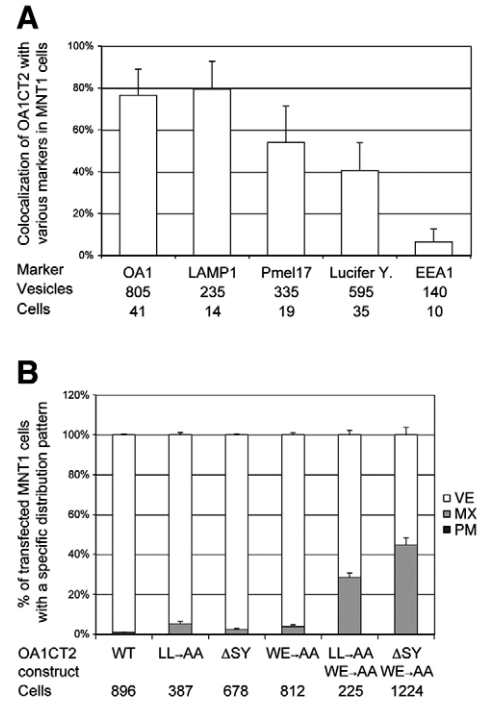 A
Colocalization of OA1CT2 with
various markers in MNT1 cells
100%
80%
60%
40%
20%
0%
Marker OA1 LAMP1 Pmel17 Lucifer Y. EEA1
Vesicles 805 235 335 595 140
Cells 41 14 19 35 10
B
% of transfected MNT1 cells
with a specific distribution pattern
120%
100%
80%
60%
40%
20%
0%
VE
MX
PM
OA1CT2 WT LL→AA ΔSY WE→AA LL→AA ΔSY
construct WE→AA WE→AA
Cells 896 387 678 812 225 1224